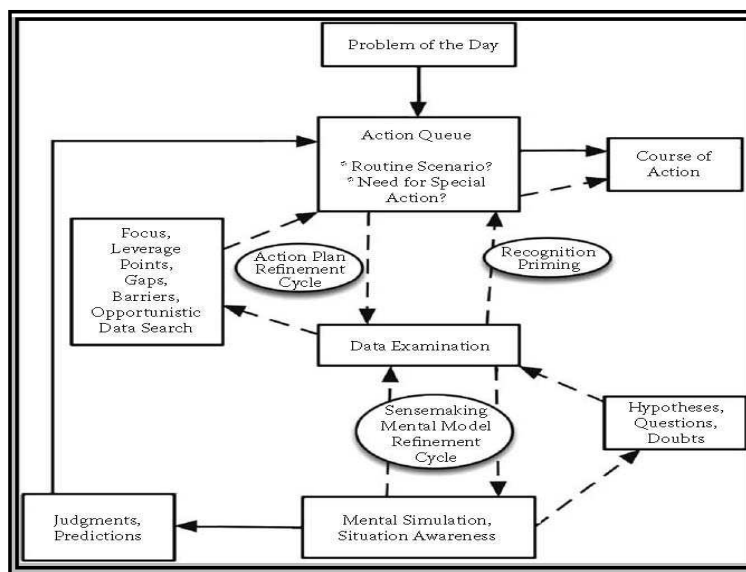 Problem of the Day
Action Queue
* Routine Scenario?
* Need for Special
Action?
Course of
Action
Focus,
Leverage
Points,
Gaps,
Barriers,
Opportunistic
Data Search
Action Plan
Refinement
Cycle
Recognition
Priming
Data Examination
Sensemaking
Mental Model
Refinement
Cycle
Hypotheses,
Questions,
Doubts
Judgments,
Predictions
Mental Simulation,
Situation Awareness